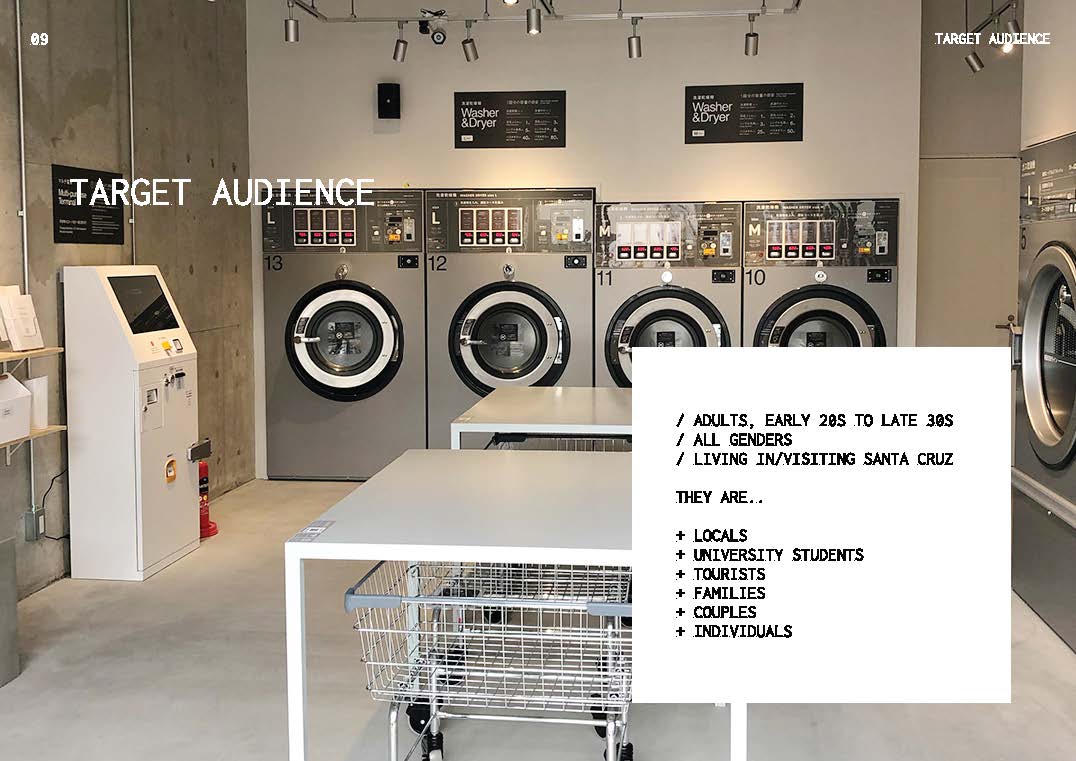 09
TARGET AUDIENCE
Washer
&Dryer
Washer
&Dryer
TARGET AUDIENCE
L
L
M
M
L
13
12
11
10
/ ADULTS, EARLY 20S TO LATE 30S
/ ALL GENDERS
/ LIVING IN/VISITING SANTA CRUZ
THEY ARE..
+ LOCALS
+ UNIVERSITY STUDENTS
+ TOURISTS
+ FAMILIES
+ COUPLES
+ INDIVIDUALS